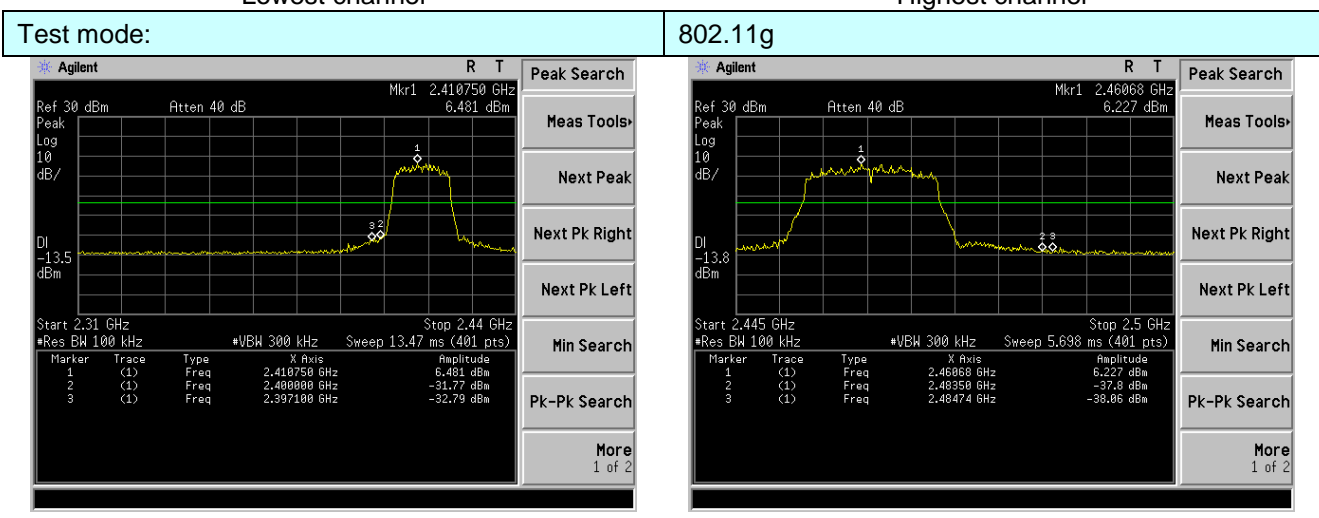 Lowest channel Highest channel
Test mode: 802.11g
Agilent R T
Peak Search
Mkr1 2.410750 GHz
Ref 30 dBm Atten 40 dB 6.481 dBm
Peak
Log
10
dB/
1
3 2
DI
-13.5
dBm
Start 2.31 GHz Stop 2.44 GHz
#Res BW 100 kHz #VBW 300 kHz Sweep 13.47 ms (401 pts)
Marker Trace Type X Axis Amplitude
1 (1) Freq 2.410750 GHz 6.481 dBm
2 (1) Freq 2.400000 GHz -31.77 dBm
3 (1) Freq 2.397100 GHz -32.79 dBm
Meas Tools
Next Peak
Next Pk Right
Next Pk Left
Min Search
Pk-Pk Search
More
1 of 2
Agilent R T
Peak Search
Mkr1 2.46068 GHz
Ref 30 dBm Atten 40 dB 6.227 dBm
Peak
Log
10
dB/
1
2 3
DI
-13.8
dBm
Start 2.445 GHz Stop 2.5 GHz
#Res BW 100 kHz #VBW 300 kHz Sweep 5.698 ms (401 pts)
Marker Trace Type X Axis Amplitude
1 (1) Freq 2.46068 GHz 6.227 dBm
2 (1) Freq 2.48350 GHz -37.8 dBm
3 (1) Freq 2.48474 GHz -38.06 dBm
Meas Tools
Next Peak
Next Pk Right
Next Pk Left
Min Search
Pk-Pk Search
More
1 of 2